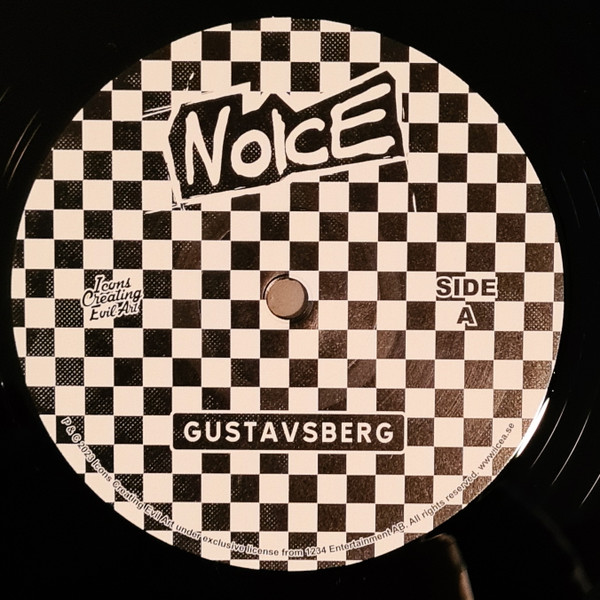 NOICE
Icons
Creating
Evil Art
SIDE
A
GUSTAVSBERG
P & C 2023 Icons Creating Evil Art under exclusive license from 1234 Entertainment AB. All rights reserved. www.icea.se